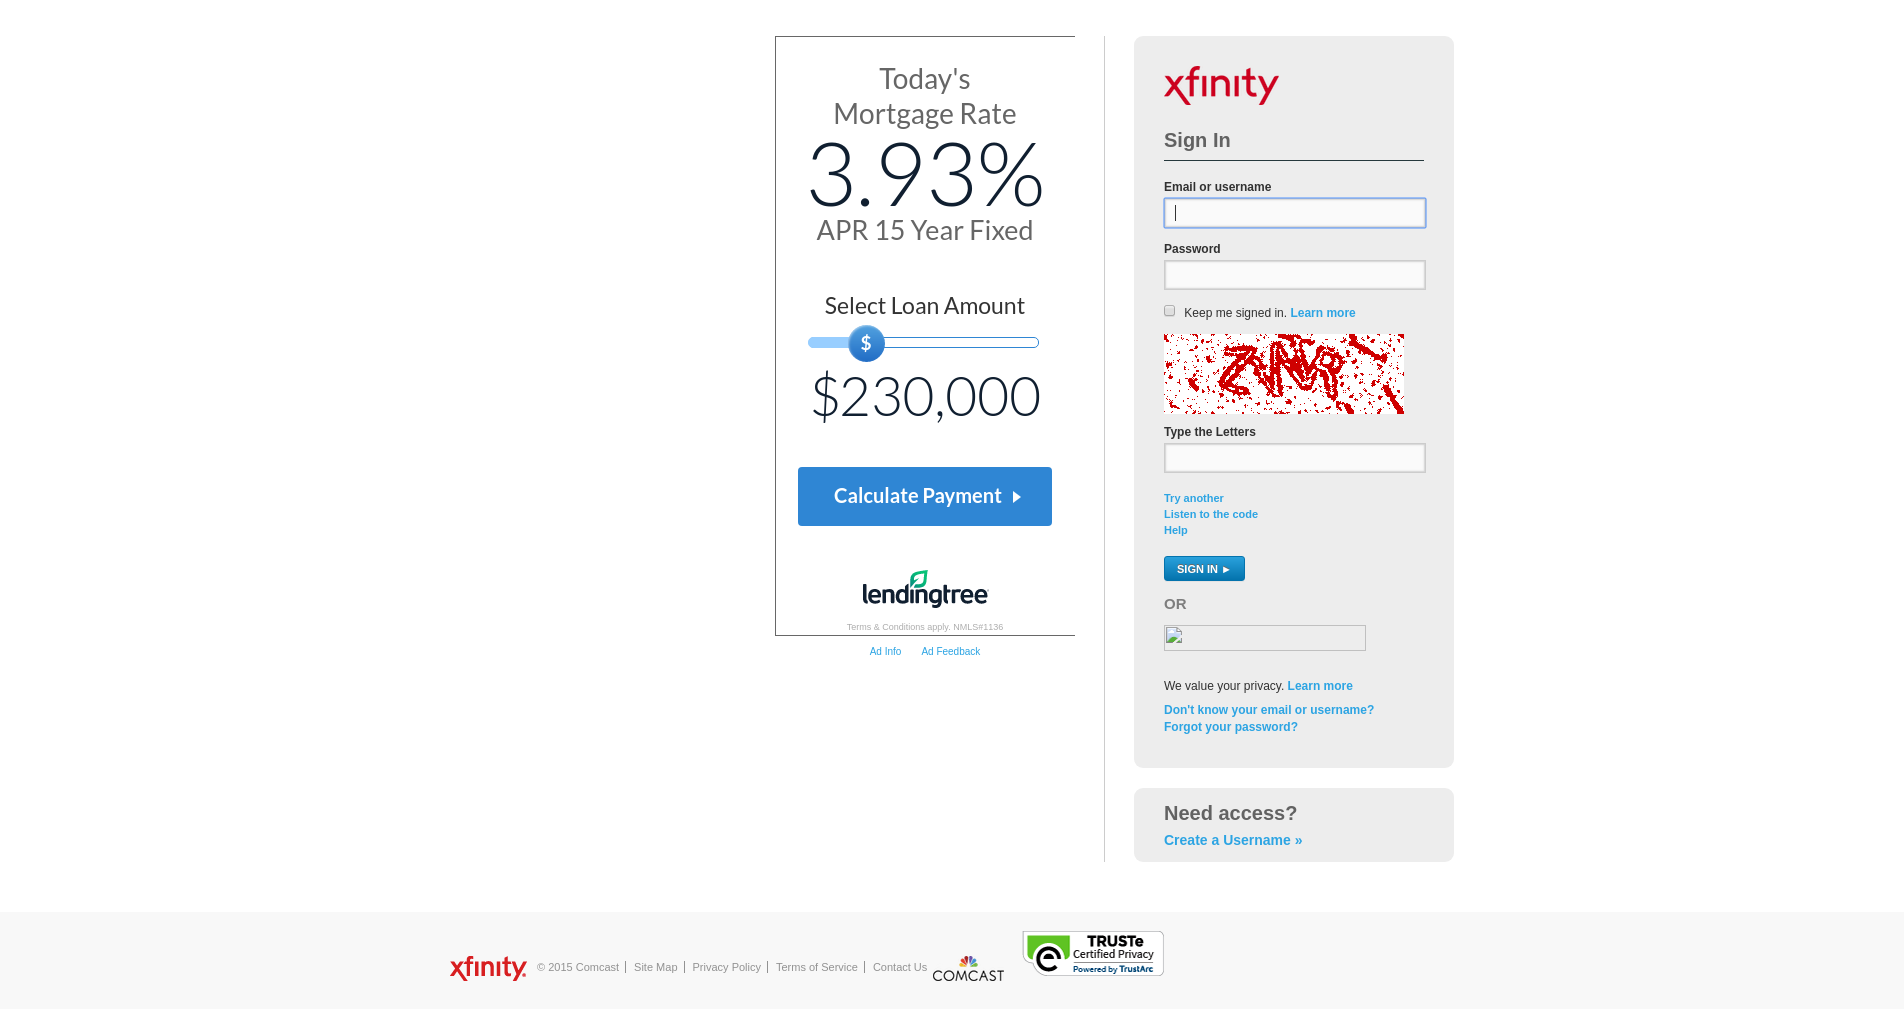 Today's
Mortgage Rate
3.93%
APR 15 Year Fixed
Select Loan Amount
$
$230,000
Calculate Payment
lendingtree
Terms & Conditions apply. NMLS#1136
Ad Info Ad Feedback
xfinity
Sign In
Email or username
Password
Keep me signed in. Learn more
Type the Letters
Try another
Listen to the code
Help
SIGN IN ►
OR
We value your privacy. Learn more
Don't know your email or username?
Forgot your password?
Need access?
Create a Username »
xfinity © 2015 Comcast Site Map Privacy Policy Terms of Service Contact Us COMCAST
TRUSTe
Certified Privacy
Powered by TrustArc